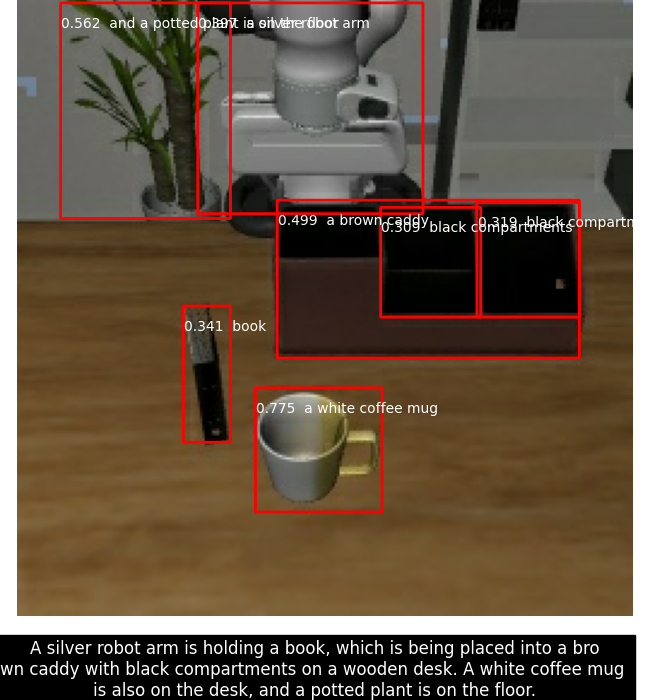 0.562 and a potted plant is on the floor
0.397 a silver robot arm
0.499 a brown caddy
0.309 black compartments
0.319 black compartm
0.341 book
0.775 a white coffee mug
A silver robot arm is holding a book, which is being placed into a bro
wn caddy with black compartments on a wooden desk. A white coffee mug
is also on the desk, and a potted plant is on the floor.